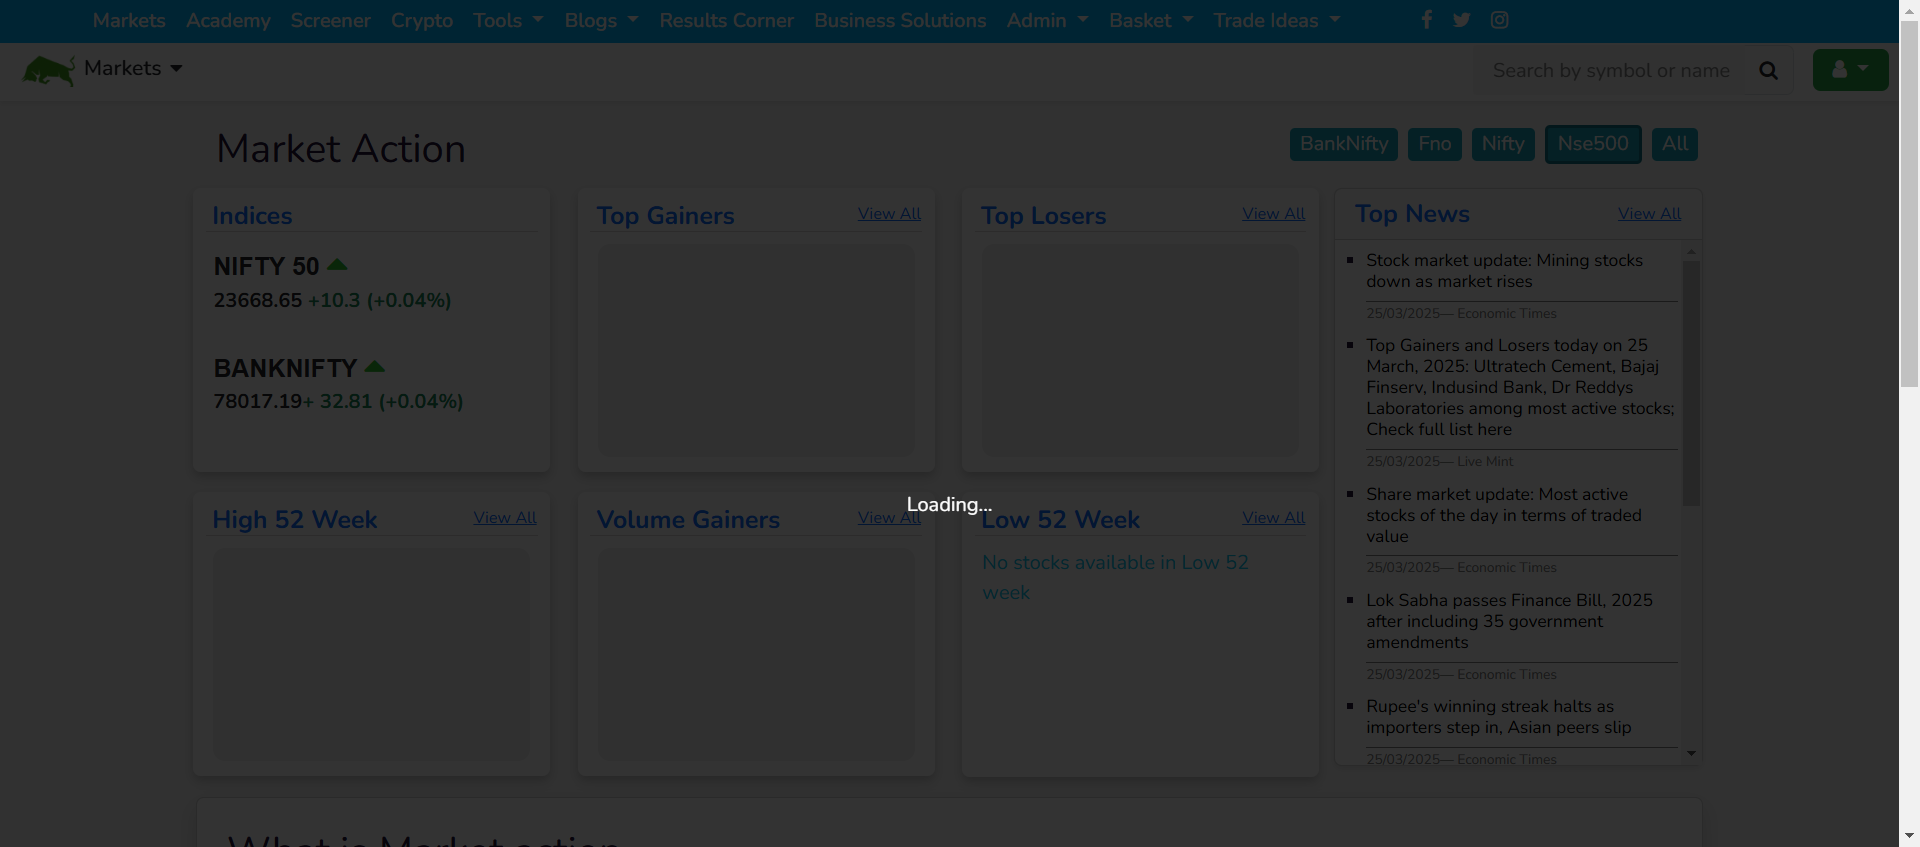 Markets Academy Screener Crypto Tools Blogs Results Corner Business Solutions Admin Basket Trade Ideas
Markets
Search by symbol or name
Market Action
BankNifty Fno Nifty Nse500 All
Indices
NIFTY 50
23668.65 +10.3 (+0.04%)
BANKNIFTY
78017.19+ 32.81 (+0.04%)
Top Gainers View All
Top Losers View All
Top News View All
Stock market update: Mining stocks
down as market rises
25/03/2025— Economic Times
Top Gainers and Losers today on 25
March, 2025: Ultratech Cement, Bajaj
Finserv, Indusind Bank, Dr Reddys
Laboratories among most active stocks;
Check full list here
25/03/2025— Live Mint
Share market update: Most active
stocks of the day in terms of traded
value
25/03/2025— Economic Times
Lok Sabha passes Finance Bill, 2025
after including 35 government
amendments
25/03/2025— Economic Times
Rupee's winning streak halts as
importers step in, Asian peers slip
25/03/2025— Economic Times
Loading...
High 52 Week View All
Volume Gainers View All
Low 52 Week View All
No stocks available in Low 52
week
What is Market action